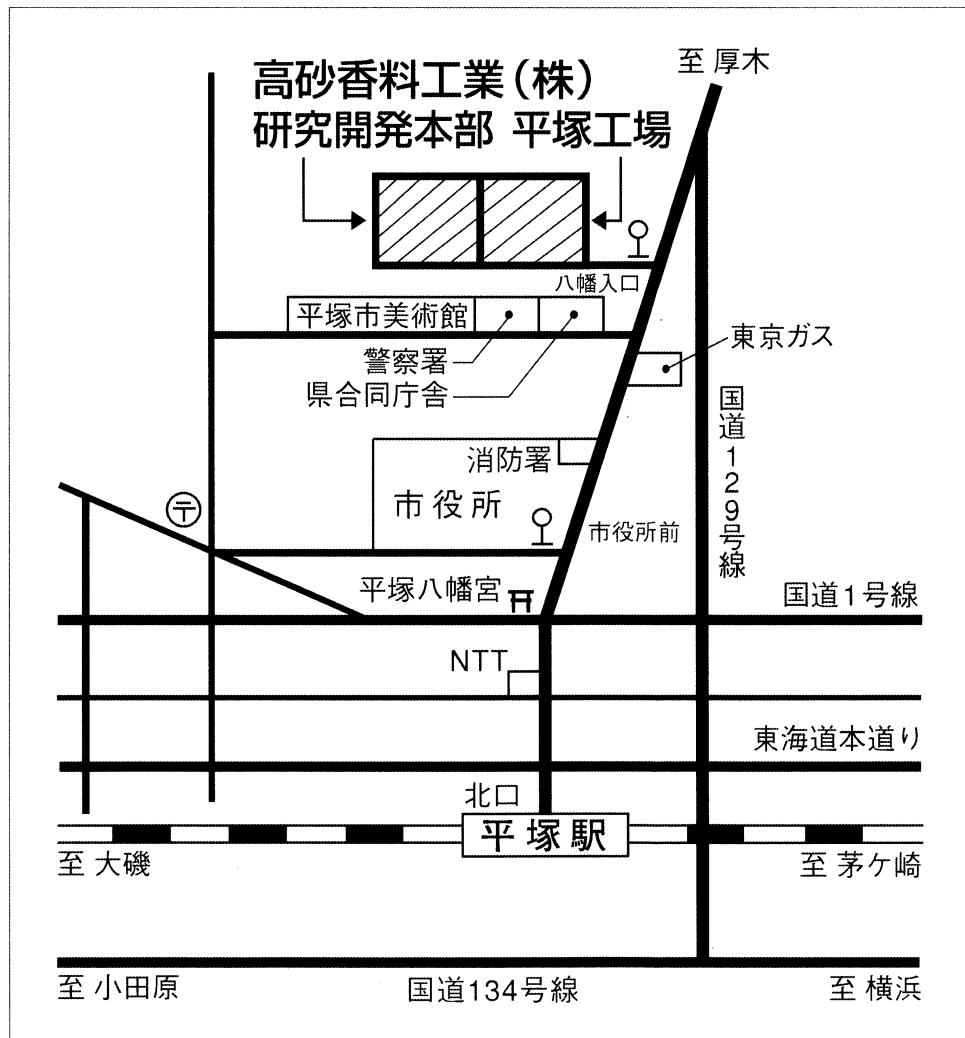 至 厚木
高砂香料工業(株)
研究開発本部 平塚工場
八幡入口
平塚市美術館
東京ガス
警察署
県合同庁舎
国道129号線
消防署
市役所
〒
市役所前
平塚八幡宮
国道1号線
NTT
東海道本道り
北口
平塚駅
至 大磯
至 茅ケ崎
至 小田原
国道134号線
至 横浜